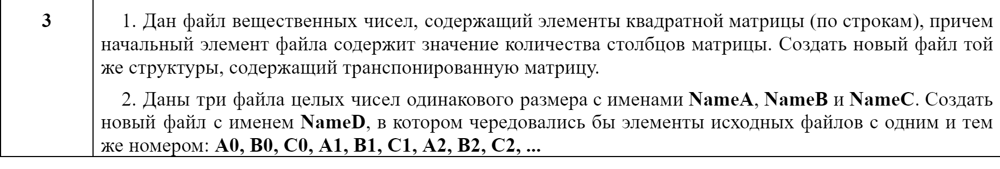 3
1. Дан файл вещественных чисел, содержащий элементы квадратной матрицы (по строкам), причем
начальный элемент файла содержит значение количества столбцов матрицы. Создать новый файл той
же структуры, содержащий транспонированную матрицу.
2. Даны три файла целых чисел одинакового размера с именами NameA, NameB и NameC. Создать
новый файл с именем NameD, в котором чередовались бы элементы исходных файлов с одним и тем
же номером: A0, B0, C0, A1, B1, C1, A2, B2, C2, ...